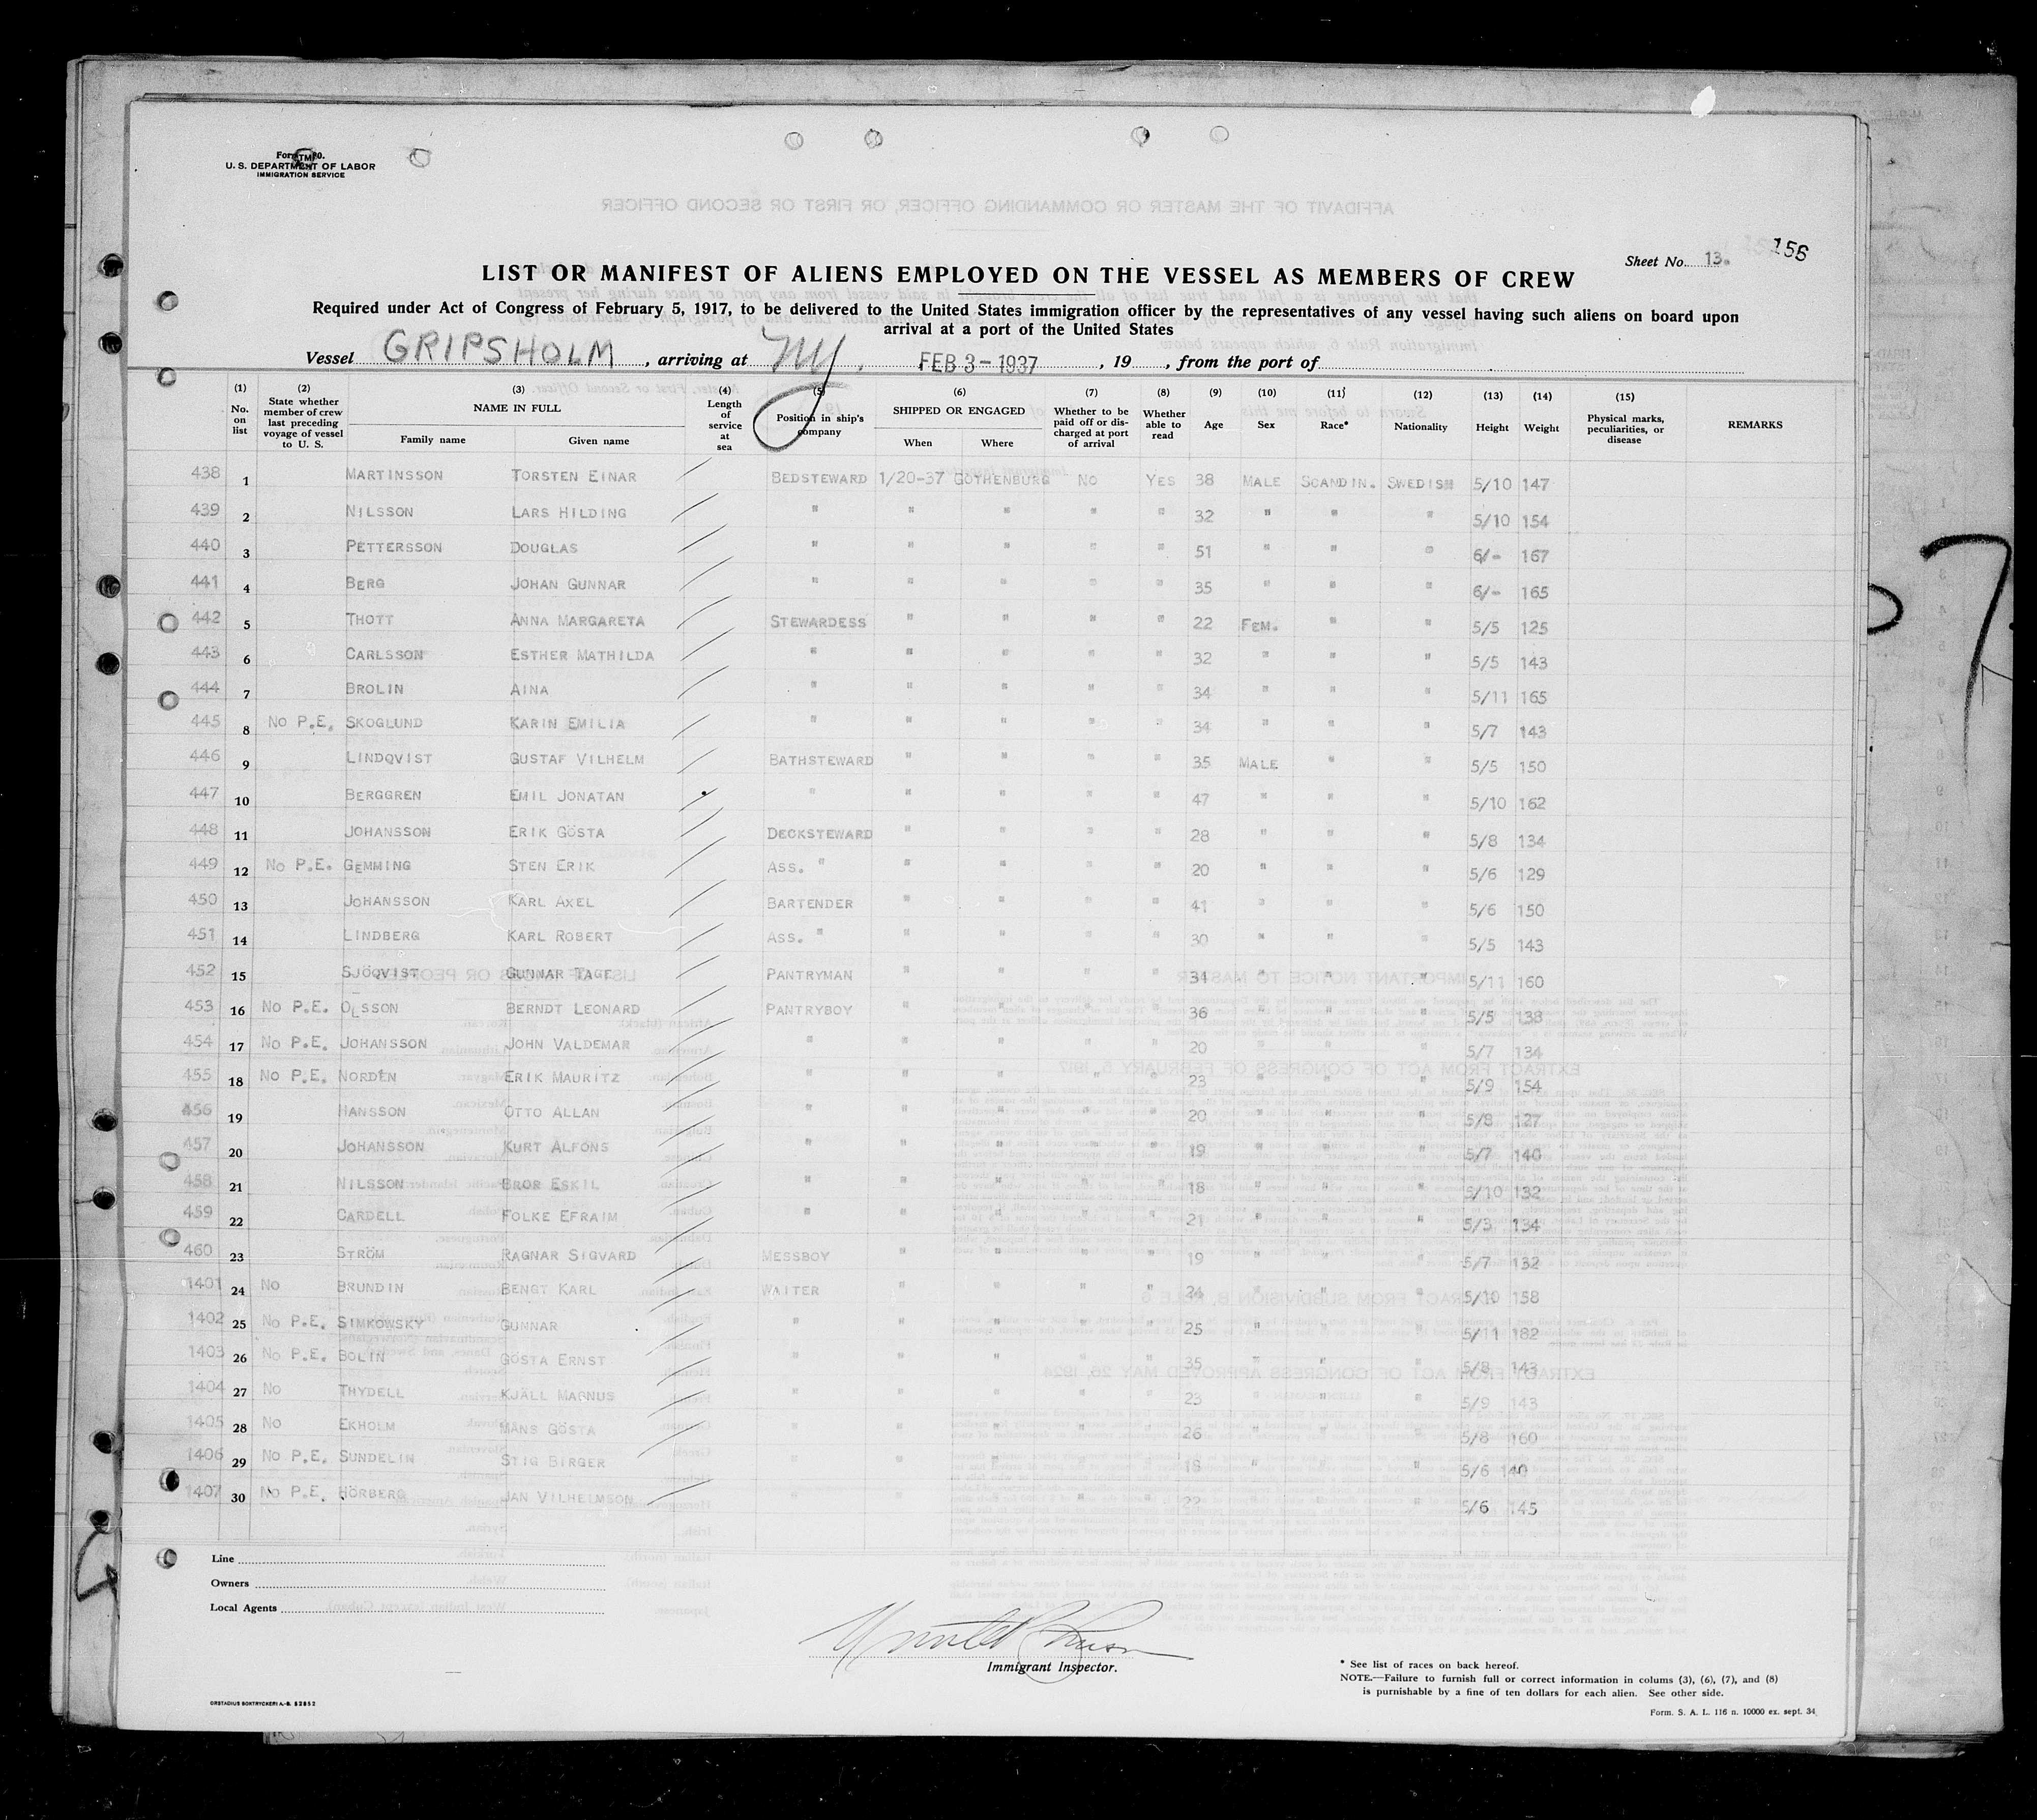 Form 
U. S. DEPARTMENT OF LABOR
IMMIGRATION SERVICE
Sheet No. 13. 156
LIST OR MANIFEST OF ALIENS EMPLOYED ON THE VESSEL AS MEMBERS OF CREW
Required under Act of Congress of February 5, 1917, to be delivered to the United States immigration officer by the representatives of any vessel having such aliens on board upon
arrival at a port of the United States
Vessel GRIPSHOLM, arriving at NY. FEB 3 - 1937, 19, from the port of
(1) No. on list (2) State whether member of crew last preceding voyage of vessel to U. S. (3) NAME IN FULL Family name Given name (4) Length of service at sea (5) Position in ship's company (6) SHIPPED OR ENGAGED When Where (7) Whether to be paid off or discharged at port of arrival (8) Whether able to read (9) Age (10) Sex (11) Race* (12) Nationality (13) Height (14) Weight (15) Physical marks, peculiarities, or disease REMARKS
438 1 MARTINSSON TORSTEN EINAR BEDSTEWARD 1/20-37 GOTHENBURG NO YES 38 MALE SCANDIN. SWEDISH 5/10 147
439 2 NILSSON LARS HILDING " " " " " 32 " " " 5/10 154
440 3 PETTERSSON DOUGLAS " " " " " 51 " " " 6/- 167
441 4 BERG JOHAN GUNNAR " " " " " 35 " " " 6/- 165
442 5 THOTT ANNA MARGARETA STEWARDESS " " " " 22 FEM. " " 5/5 125
443 6 CARLSSON ESTHER MATHILDA " " " " " 32 " " " 5/5 143
444 7 BROLIN AINA " " " " " 34 " " " 5/11 165
445 8 NO P.E. SKOGLUND KARIN EMILIA " " " " " 34 " " " 5/7 143
446 9 LINDQVIST GUSTAF VILHELM BATHSTEWARD " " " " 35 MALE " " 5/5 150
447 10 BERGGREN EMIL JONATAN " " " " " 47 " " " 5/10 162
448 11 JOHANSSON ERIK GÖSTA DECKSTEWARD " " " " 28 " " " 5/8 134
449 12 NO P.E. GEMMING STEN ERIK ASS. " " " " " 20 " " " 5/6 129
450 13 JOHANSSON KARL AXEL BARTENDER " " " " 41 " " " 5/6 150
451 14 LINDBERG KARL ROBERT ASS. " " " " " 30 " " " 5/5 143
452 15 SJÖQVIST GUNNAR TAGE PANTRYMAN " " " " 34 " " " 5/11 160
453 16 NO P.E. OLSSON BERNDT LEONARD PANTRYBOY " " " " 36 " " " 5/5 138
454 17 NO P.E. JOHANSSON JOHN VALDEMAR " " " " " 20 " " " 5/7 134
455 18 NO P.E. NORDEN ERIK MAURITZ " " " " " 23 " " " 5/9 154
456 19 HANSSON OTTO ALLAN " " " " " 20 " " " 5/8 127
457 20 JOHANSSON KURT ALFONS " " " " " 19 " " " 5/7 140
458 21 NILSSON BROR ESKIL " " " " " 18 " " " 5/10 132
459 22 CARDELL FOLKE EFRAIM " " " " " 21 " " " 5/3 134
460 23 STRÖM RAGNAR SIGVARD MESSBOY " " " " 19 " " " 5/7 132
1401 24 NO BRUNDIN BENGT KARL WAITER " " " " 24 " " " 5/10 158
1402 25 NO P.E. SIMKOWSKY GUNNAR " " " " " 25 " " " 5/11 182
1403 26 NO P.E. BOLIN GÖSTA ERNST " " " " " 35 " " " 5/8 143
1404 27 NO THYDELL KJÄLL MAGNUS " " " " " 23 " " " 5/9 143
1405 28 NO EKHOLM MÅNS GÖSTA " " " " " 26 " " " 5/8 160
1406 29 NO P.E. SUNDELIN STIG BIRGER " " " " " 18 " " " 5/6 140
1407 30 NO P.E. HÖRBERG JAN VILHELMSON " " " " " 22 " " " 5/6 145
Line
Owners
Local Agents
Immigrant Inspector.
* See list of races on back hereof.
NOTE.—Failure to furnish full or correct information in colums (3), (6), (7), and (8)
is purnishable by a fine of ten dollars for each alien. See other side.
ORSTADIUS BOKTRYCKERI A.-B. 52852
Form. S. A. L. 116 n. 10000 ex. sept. 34.